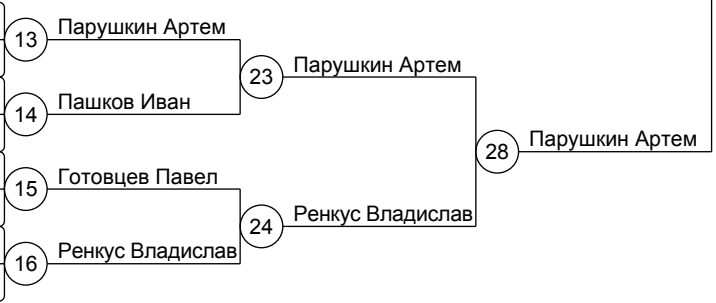 13 Парушкин Артем
23 Парушкин Артем
14 Пашков Иван
28 Парушкин Артем
15 Готовцев Павел
24 Ренкус Владислав
16 Ренкус Владислав